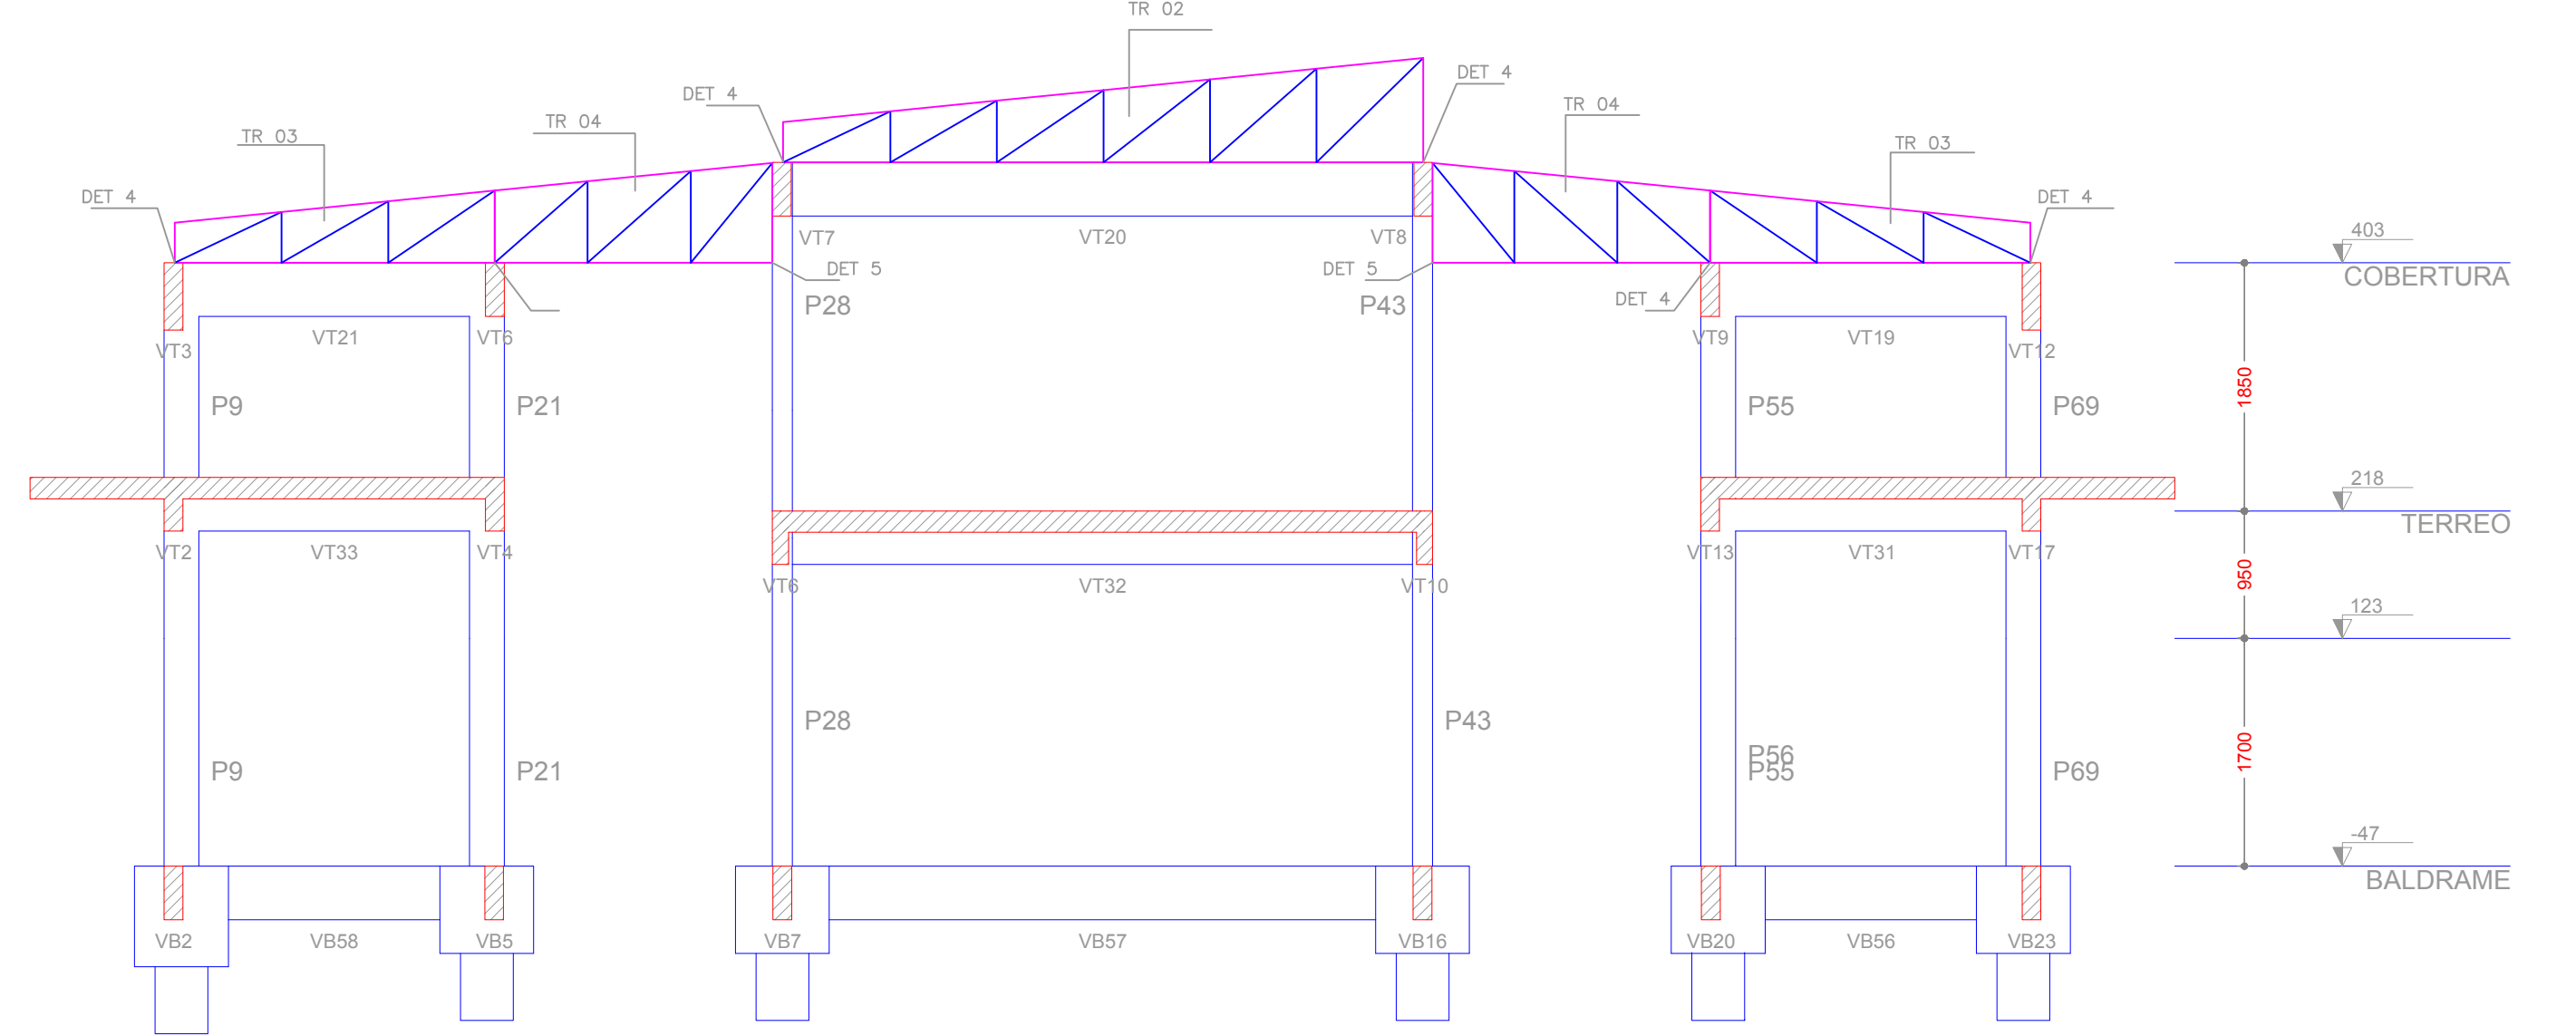 TR 02
DET 4
DET 4
DET 4
TR 03
TR 04
TR 04
TR 03
DET 4
DET 4
VT7
VT20
VT8
403
COBERTURA
DET 5
DET 5
P28
P43
DET 4
VT3
VT21
VT6
VT9
VT19
VT12
1850
P9
P21
P55
P69
218
TERREO
VT2
VT33
VT4
VT13
VT31
VT17
VT6
VT32
VT10
950
123
P28
P43
P9
P21
P56
P55
P69
1700
-47
BALDRAME
VB2
VB58
VB5
VB7
VB57
VB16
VB20
VB56
VB23